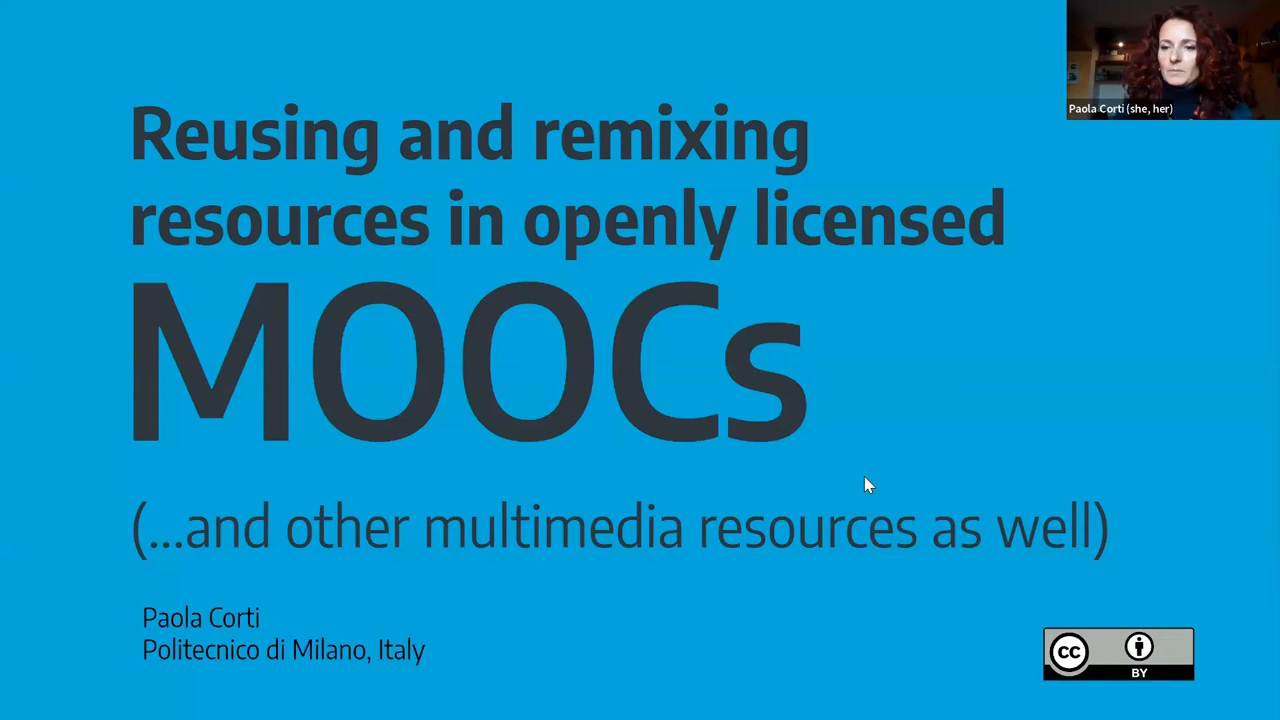 Paola Corti (she, her)
Reusing and remixing
resources in openly licensed
MOOCs
(...and other multimedia resources as well)
Paola Corti
Politecnico di Milano, Italy
cc
BY